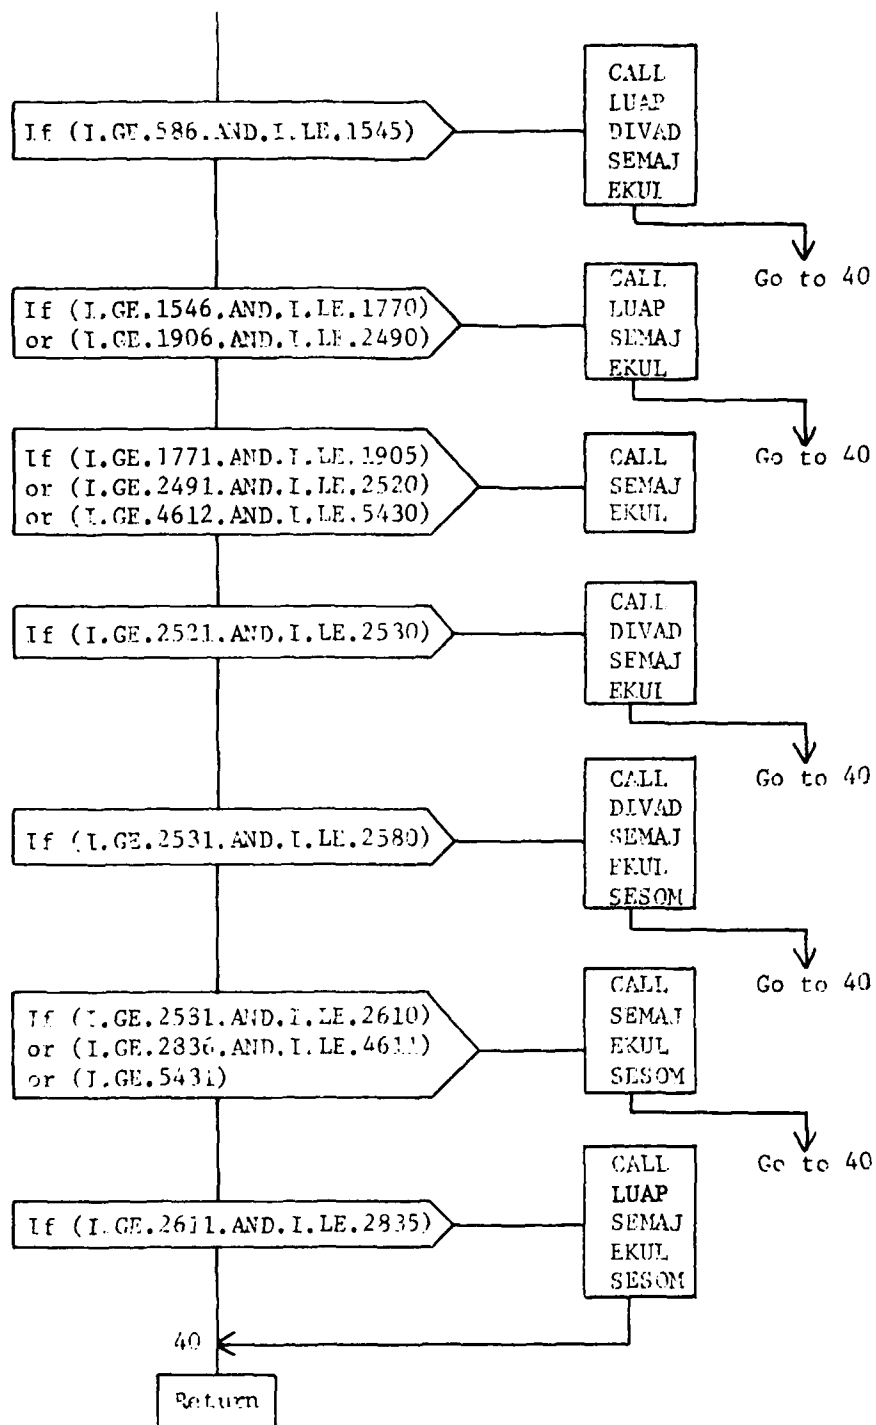 If (I.GE.586.AND.I.LE.1545)
CALL
LUAP
DIVAD
SEMAJ
EKUL
Go to 40
If (I.GE.1546.AND.I.LE.1770)
or (I.GE.1906.AND.I.LE.2490)
CALL
LUAP
SEMAJ
EKUL
Go to 40
If (I.GE.1771.AND.I.LE.1905)
or (I.GE.2491.AND.I.LE.2520)
or (I.GE.4612.AND.I.LE.5430)
CALL
SEMAJ
EKUL
If (I.GE.2521.AND.I.LE.2530)
CALL
DIVAD
SEMAJ
EKUL
Go to 40
If (I.GE.2531.AND.I.LE.2580)
CALL
DIVAD
SEMAJ
EKUL
SESOM
Go to 40
If (I.GE.2531.AND.I.LE.2610)
or (I.GE.2836.AND.I.LE.4611)
or (I.GE.5431)
CALL
SEMAJ
EKUL
SESOM
Go to 40
If (I.GE.2611.AND.I.LE.2835)
CALL
LUAP
SEMAJ
EKUL
SESOM
40
Return